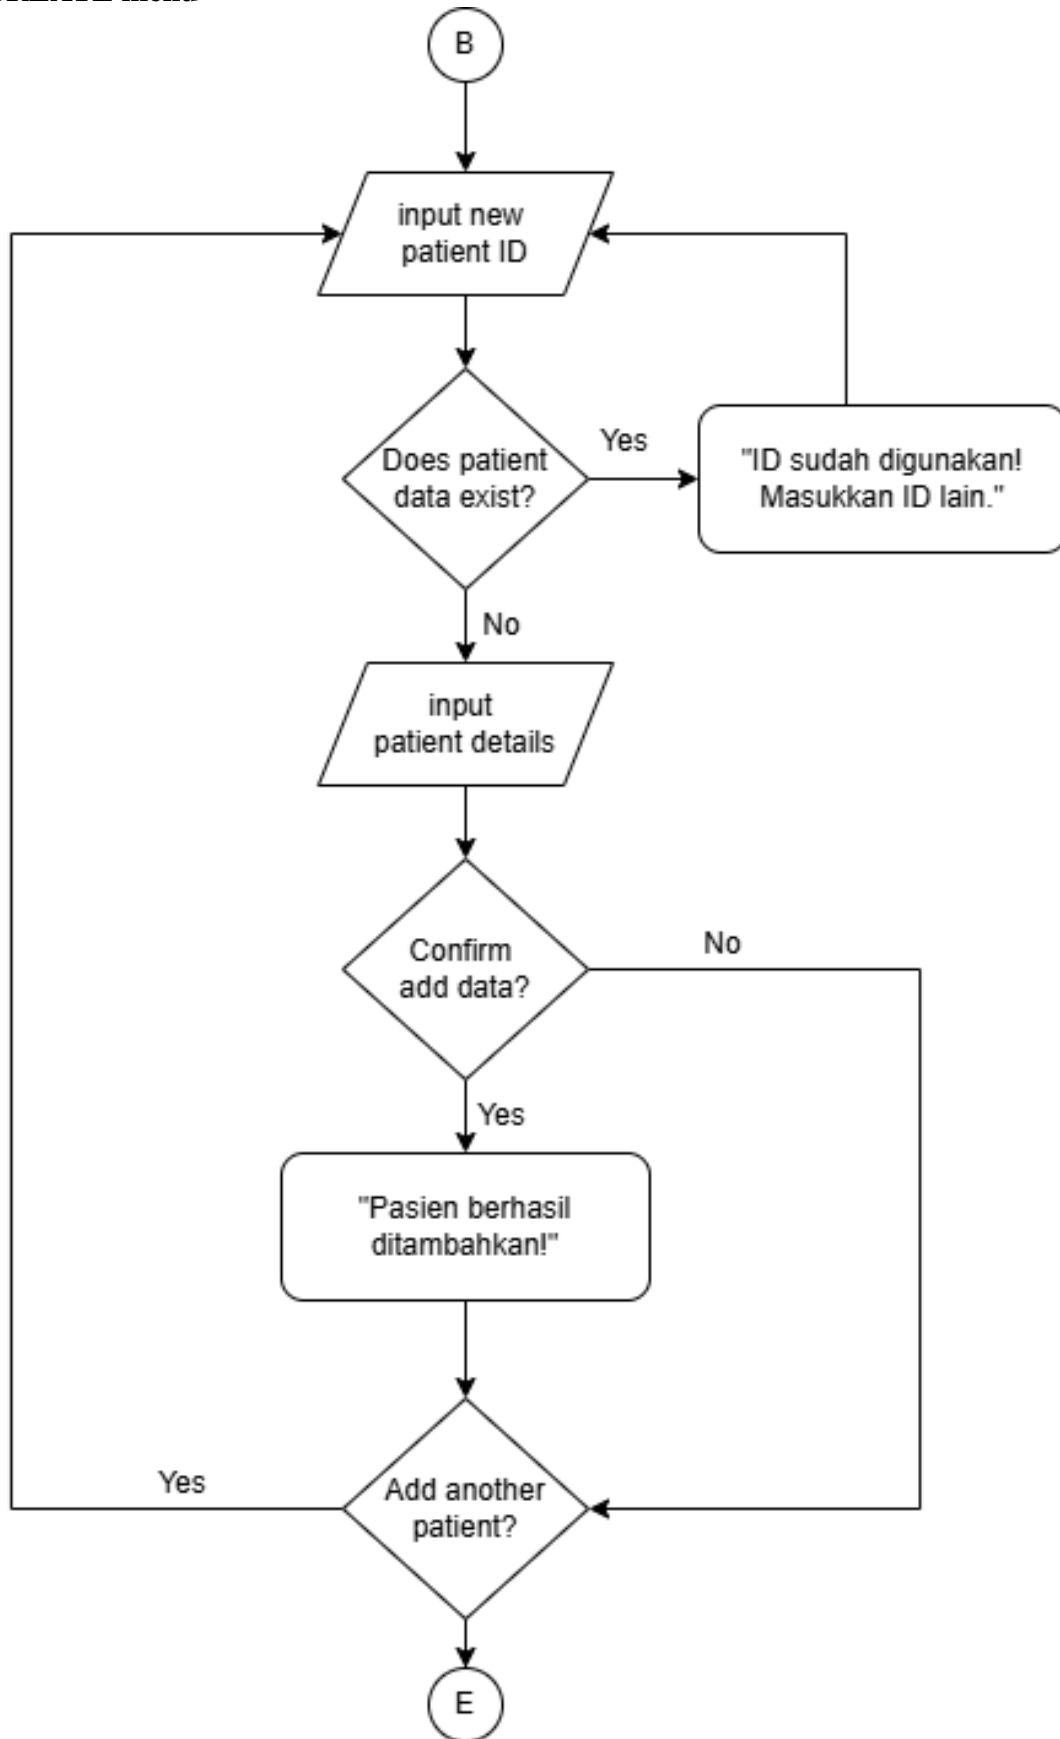 B
input new
patient ID
Does patient
data exist?
Yes
"ID sudah digunakan!
Masukkan ID lain."
No
input
patient details
Confirm
add data?
No
Yes
"Pasien berhasil
ditambahkan!"
Yes
Add another
patient?
E